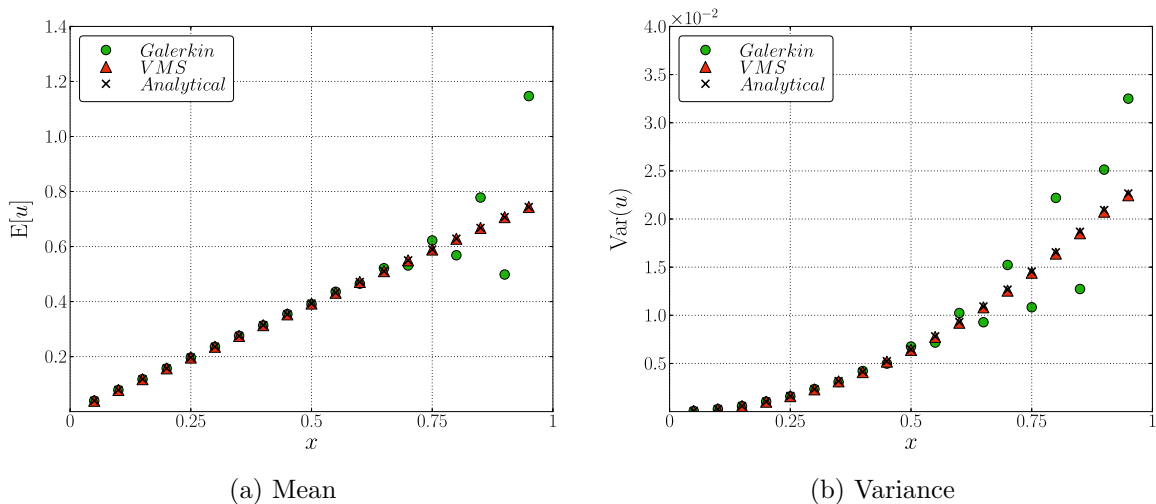 1.4
1.2
1.0
0.8
0.6
0.4
0.2
E[u]
Galerkin
VMS
Analytical
0
0.25
0.5
0.75
1
x
(a) Mean
×10⁻²
4.0
3.5
3.0
2.5
2.0
1.5
1.0
0.5
Var(u)
Galerkin
VMS
Analytical
0
0.25
0.5
0.75
1
x
(b) Variance